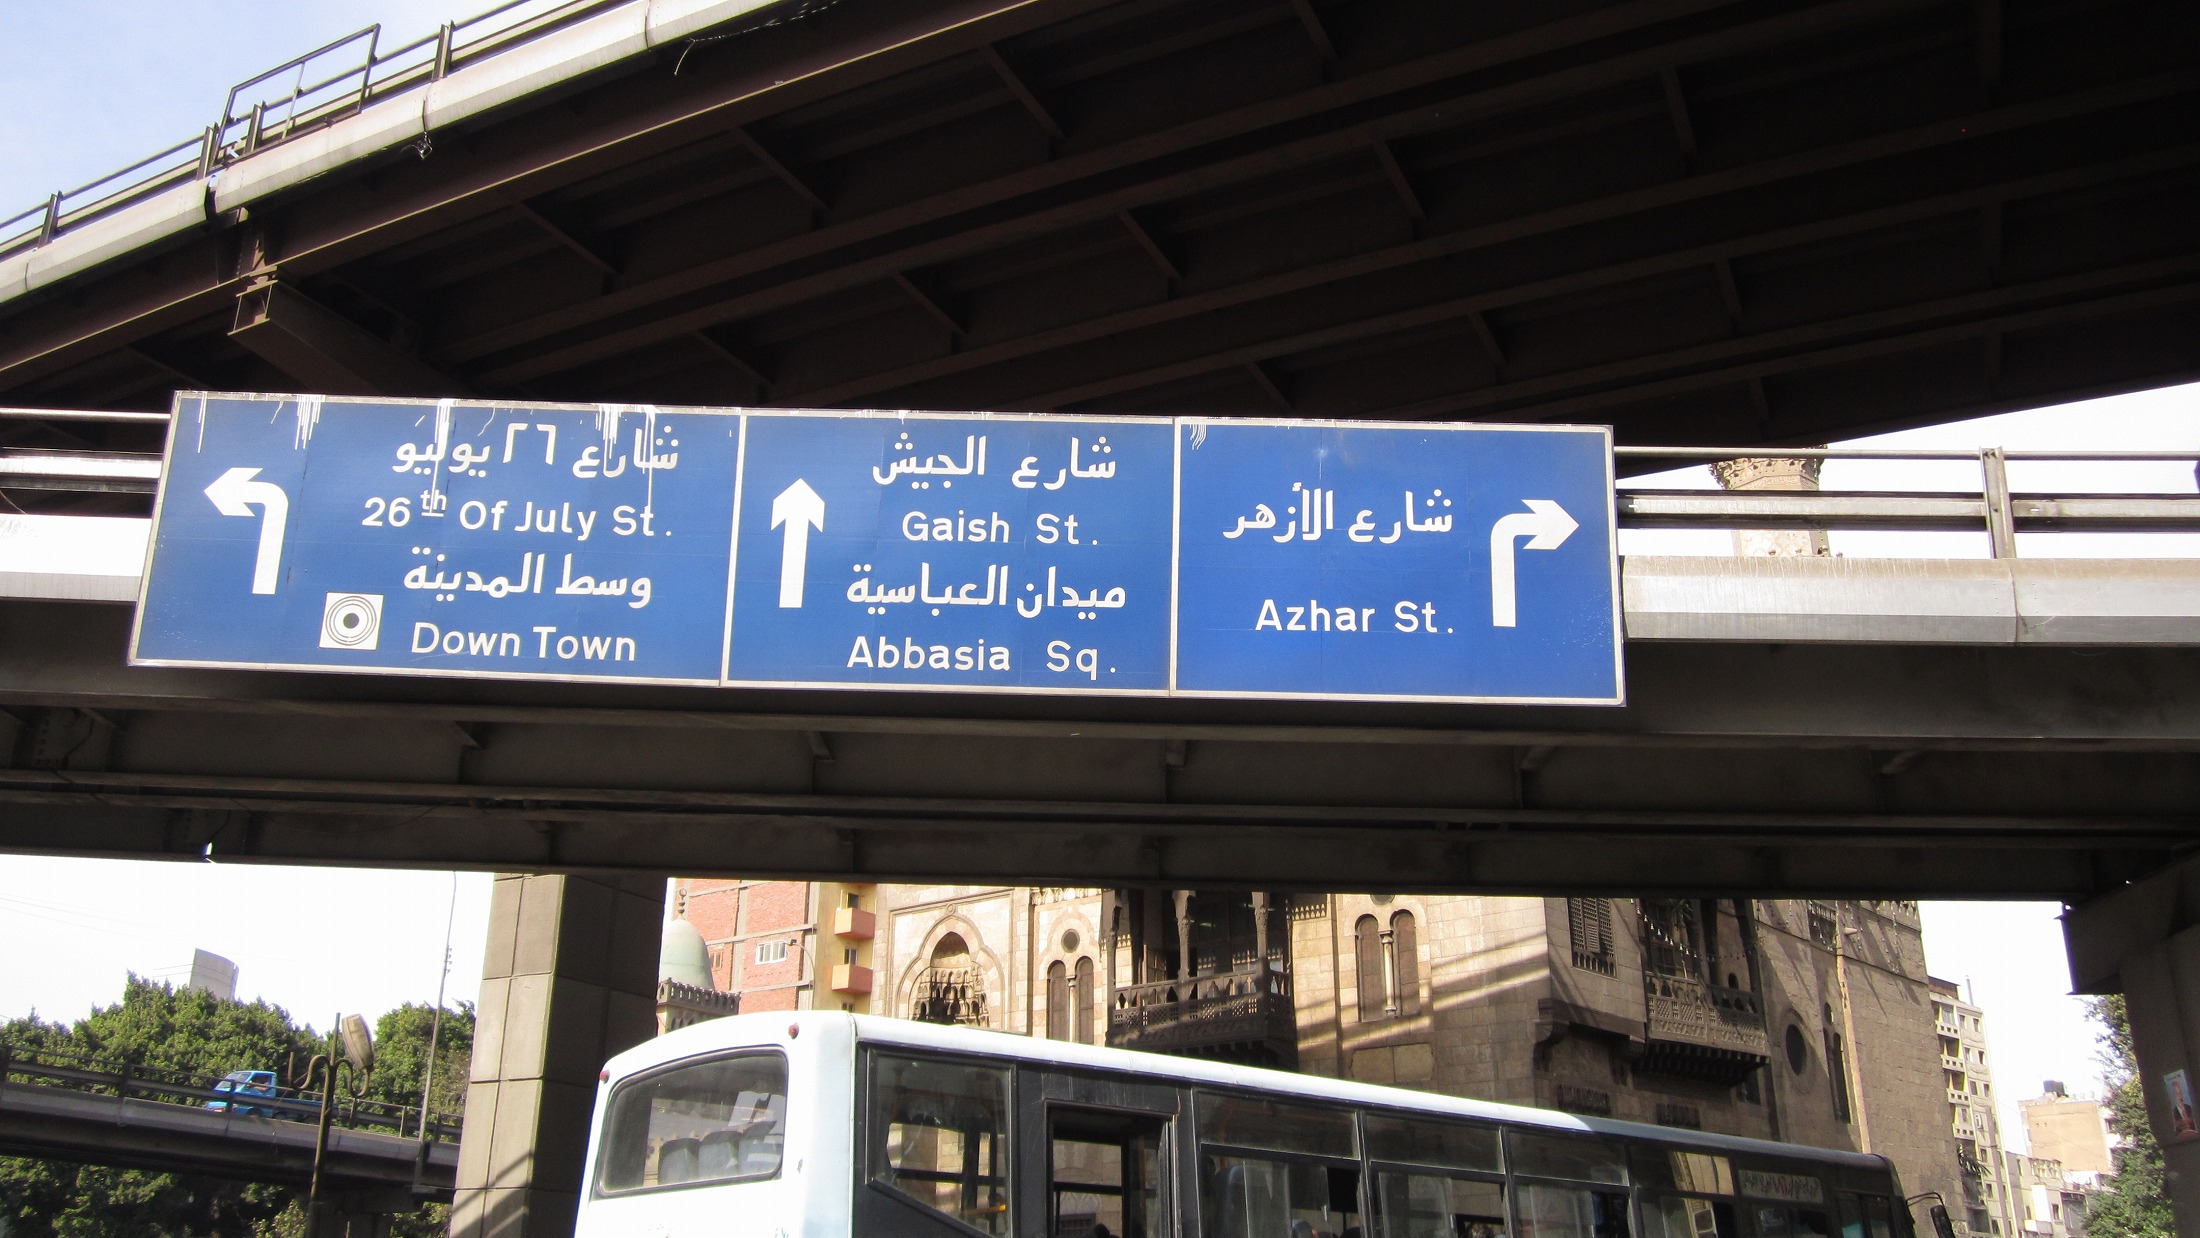 شارع ٢٦ يوليو
26th Of July St.
وسط المدينة
Down Town
شارع الجيش
Gaish St.
ميدان العباسية
Abbasia Sq.
شارع الأزهر
Azhar St.